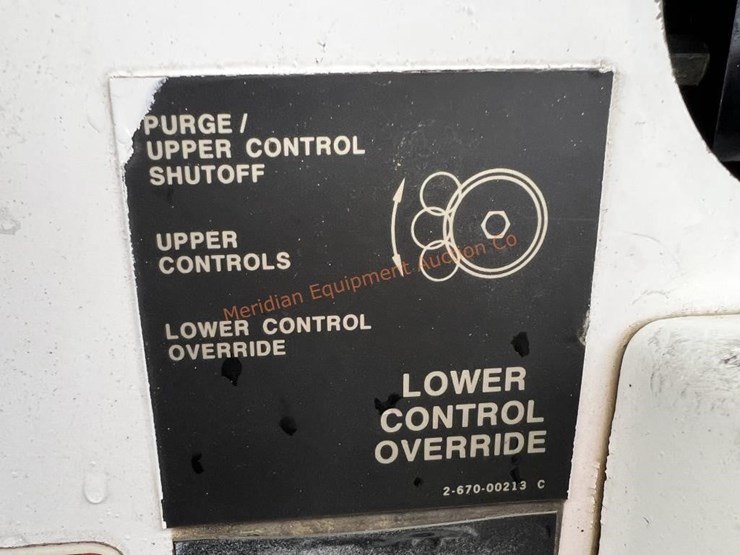 PURGE /
UPPER CONTROL
SHUTOFF
UPPER
CONTROLS
Meridian Equipment Auction Co
LOWER CONTROL
OVERRIDE
LOWER
CONTROL
OVERRIDE
2-670-00213 C